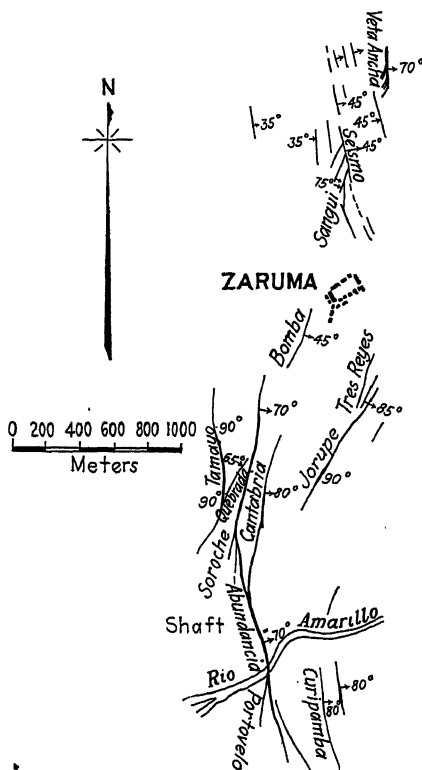 Veta Ancha
N
70°
45°
35°
45°
35°
Seismo
45°
75°
Sangui
ZARUMA
Bomba
45°
Tres Reyes
70°
85°
0 200 400 600 800 1000
Meters
Tamayo
90°
65°
Jorupe
90°
80°
90°
Quebrada
Cantabria
Soroche
Abundancia
Shaft
70°
Amarillo
Rio
Portovelo
Curipamba
80°
80°